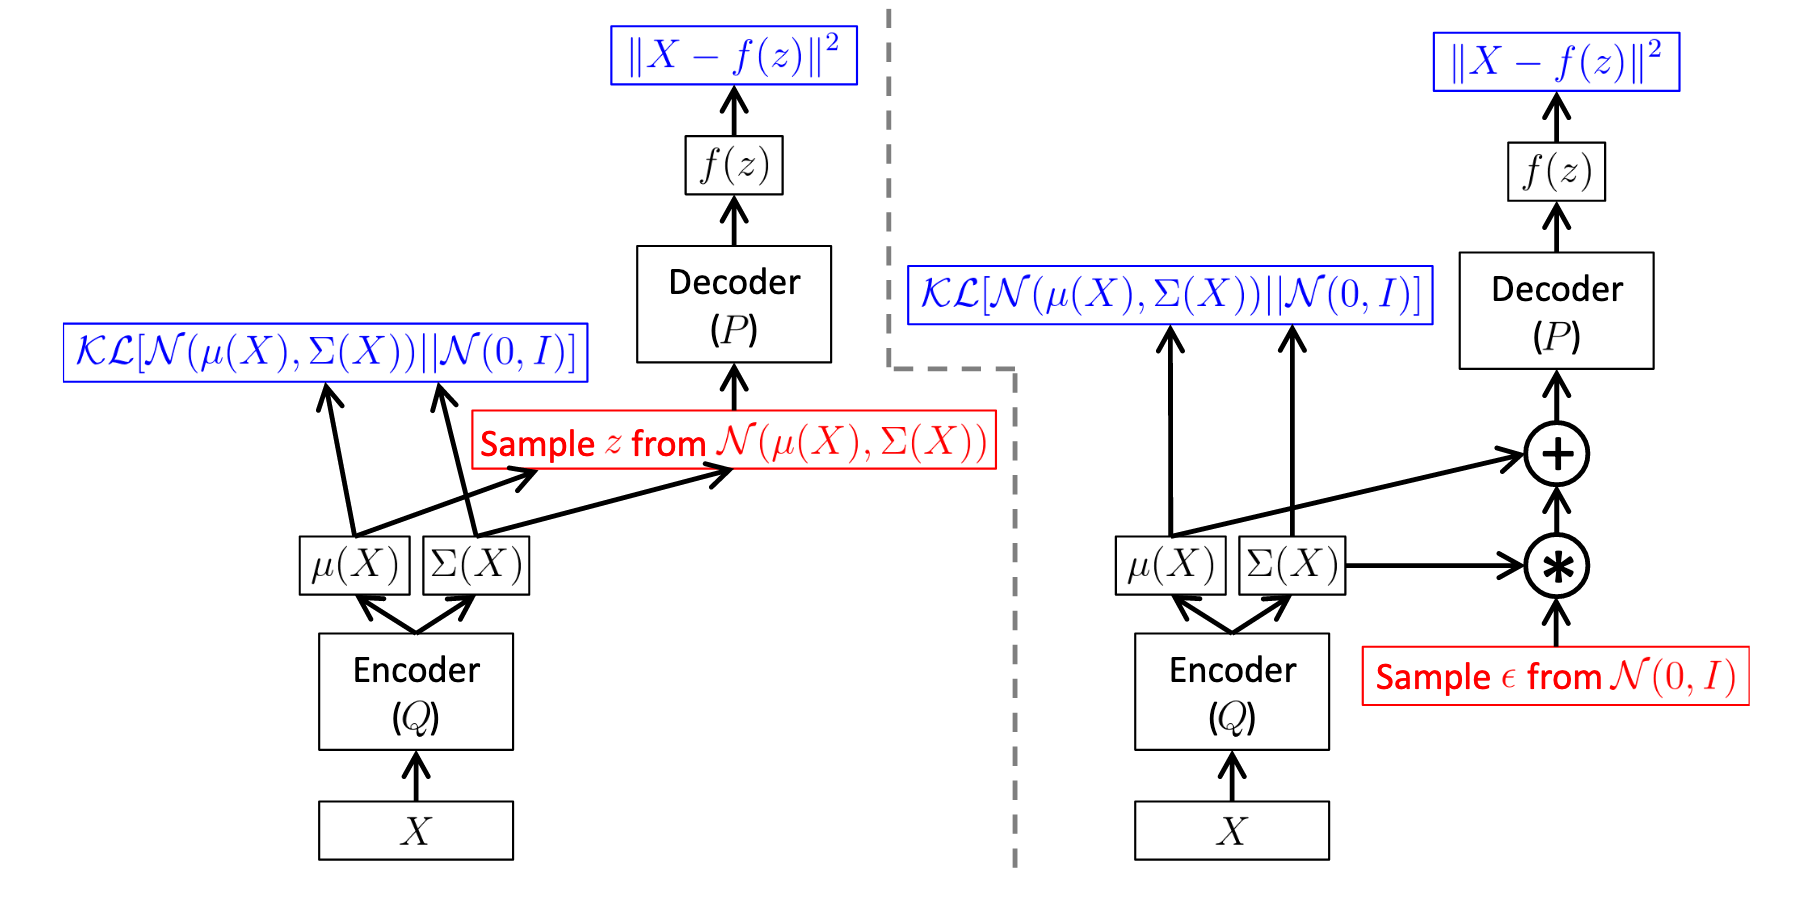 ‖X − f(z)‖²
f(z)
Decoder
(P)
𝒦ℒ[𝒩(μ(X), Σ(X))||𝒩(0, I)]
Sample z from 𝒩(μ(X), Σ(X))
μ(X)
Σ(X)
Encoder
(Q)
X
‖X − f(z)‖²
f(z)
Decoder
(P)
𝒦ℒ[𝒩(μ(X), Σ(X))||𝒩(0, I)]
+
μ(X)
Σ(X)
*
Sample ϵ from 𝒩(0, I)
Encoder
(Q)
X